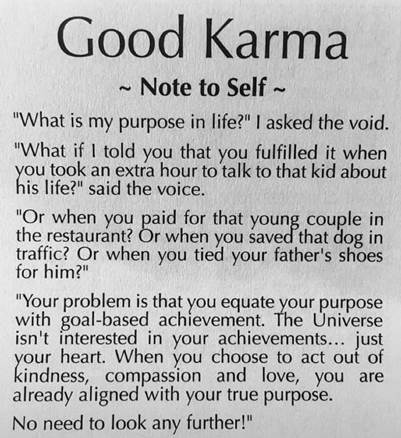 Good Karma
~ Note to Self ~
"What is my purpose in life?" I asked the void.
"What if I told you that you fulfilled it when
you took an extra hour to talk to that kid about
his life?" said the voice.
"Or when you paid for that young couple in
the restaurant? Or when you saved that dog in
traffic? Or when you tied your father's shoes
for him?"
"Your problem is that you equate your purpose
with goal-based achievement. The Universe
isn't interested in your achievements... just
your heart. When you choose to act out of
kindness, compassion and love, you are
already aligned with your true purpose.
No need to look any further!"